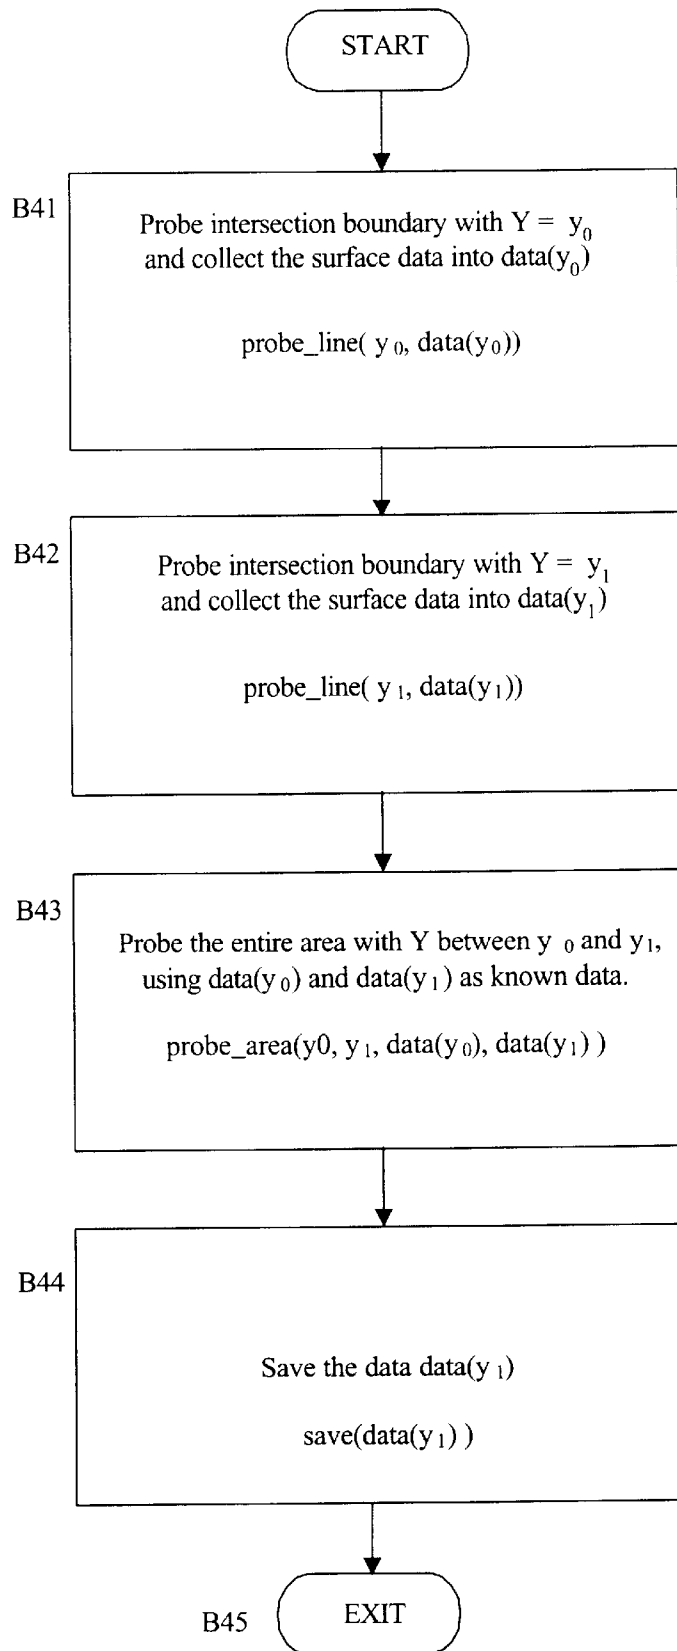 START
B41
Probe intersection boundary with Y = y₀
and collect the surface data into data(y₀)
probe_line( y ₀, data(y₀))
B42
Probe intersection boundary with Y = y₁
and collect the surface data into data(y₁)
probe_line( y ₁, data(y₁))
B43
Probe the entire area with Y between y ₀ and y₁,
using data(y₀) and data(y₁) as known data.
probe_area(y0, y₁, data(y₀), data(y₁) )
B44
Save the data data(y₁)
save(data(y₁) )
B45
EXIT